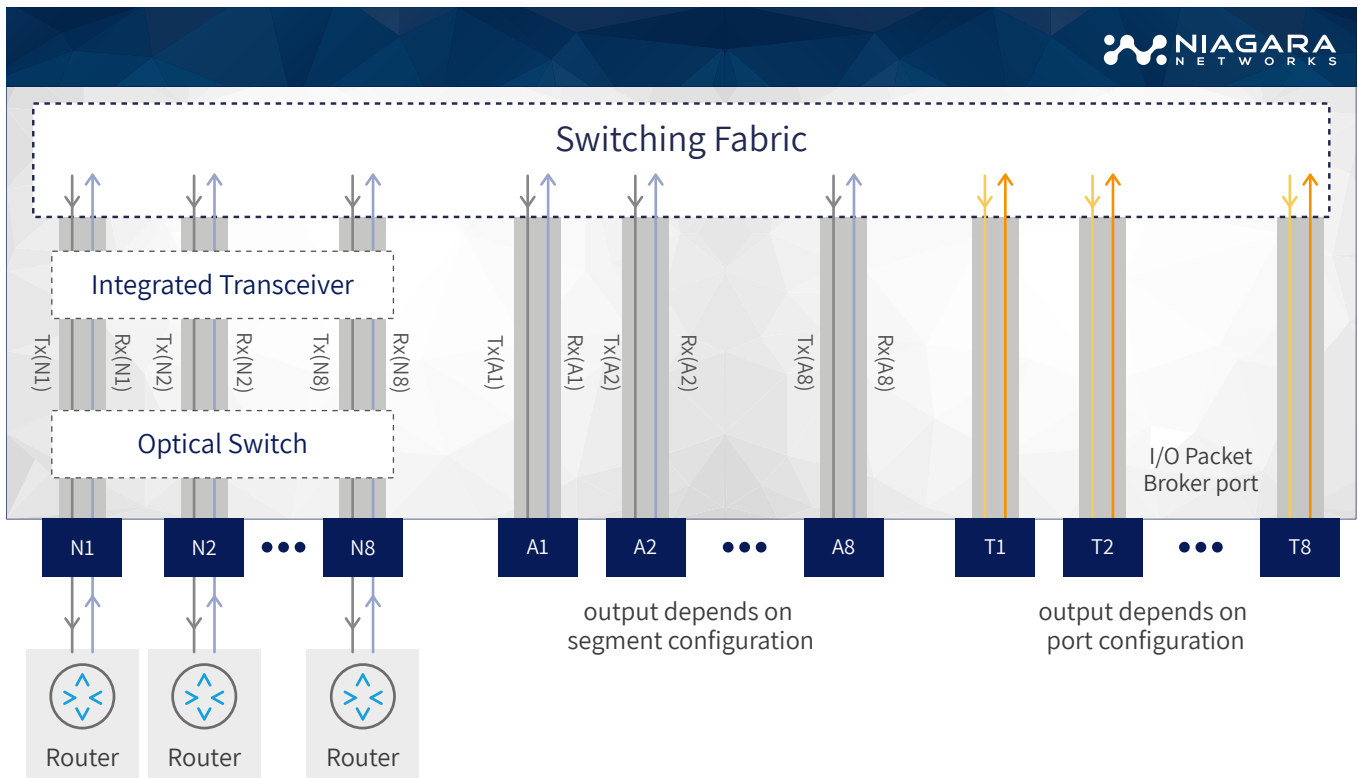 NIAGARA
NETWORKS
Switching Fabric
Integrated Transceiver
Tx(N1)
Rx(N1)
Tx(N2)
Rx(N2)
Tx(N8)
Rx(N8)
Tx(A1)
Rx(A1)
Tx(A2)
Rx(A2)
Tx(A8)
Rx(A8)
Optical Switch
I/O Packet
Broker port
N1
N2
N8
A1
A2
A8
T1
T2
T8
output depends on
segment configuration
output depends on
port configuration
Router
Router
Router